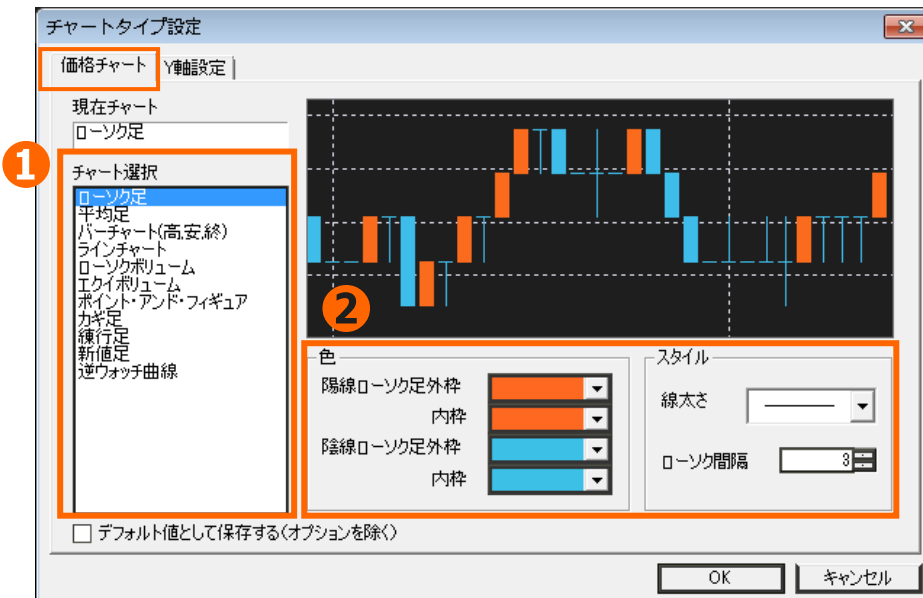 チャートタイプ設定
価格チャート
Y軸設定
現在チャート
ローソク足
1
チャート選択
ローソク足
平均足
バーチャート(高,安,終)
ラインチャート
ローソクボリューム
エクイボリューム
ポイント・アンド・フィギュア
カギ足
練行足
新値足
逆ウォッチ曲線
2
色
陽線ローソク足外枠
内枠
陰線ローソク足外枠
内枠
スタイル
線太さ
ローソク間隔
3
デフォルト値として保存する(オプションを除く)
OK
キャンセル